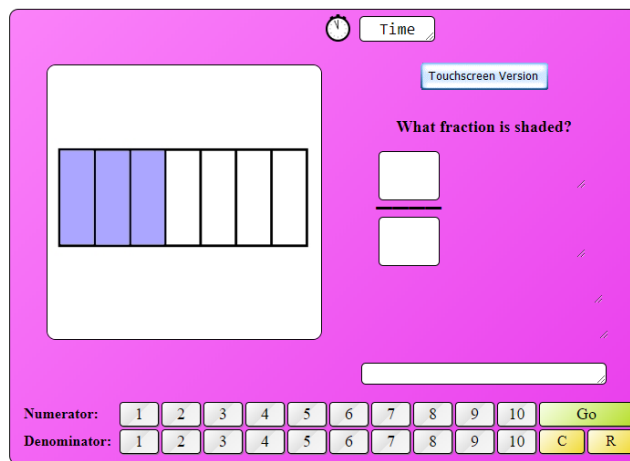 Time
Touchscreen Version
What fraction is shaded?
Numerator: 1 2 3 4 5 6 7 8 9 10 Go
Denominator: 1 2 3 4 5 6 7 8 9 10 C R